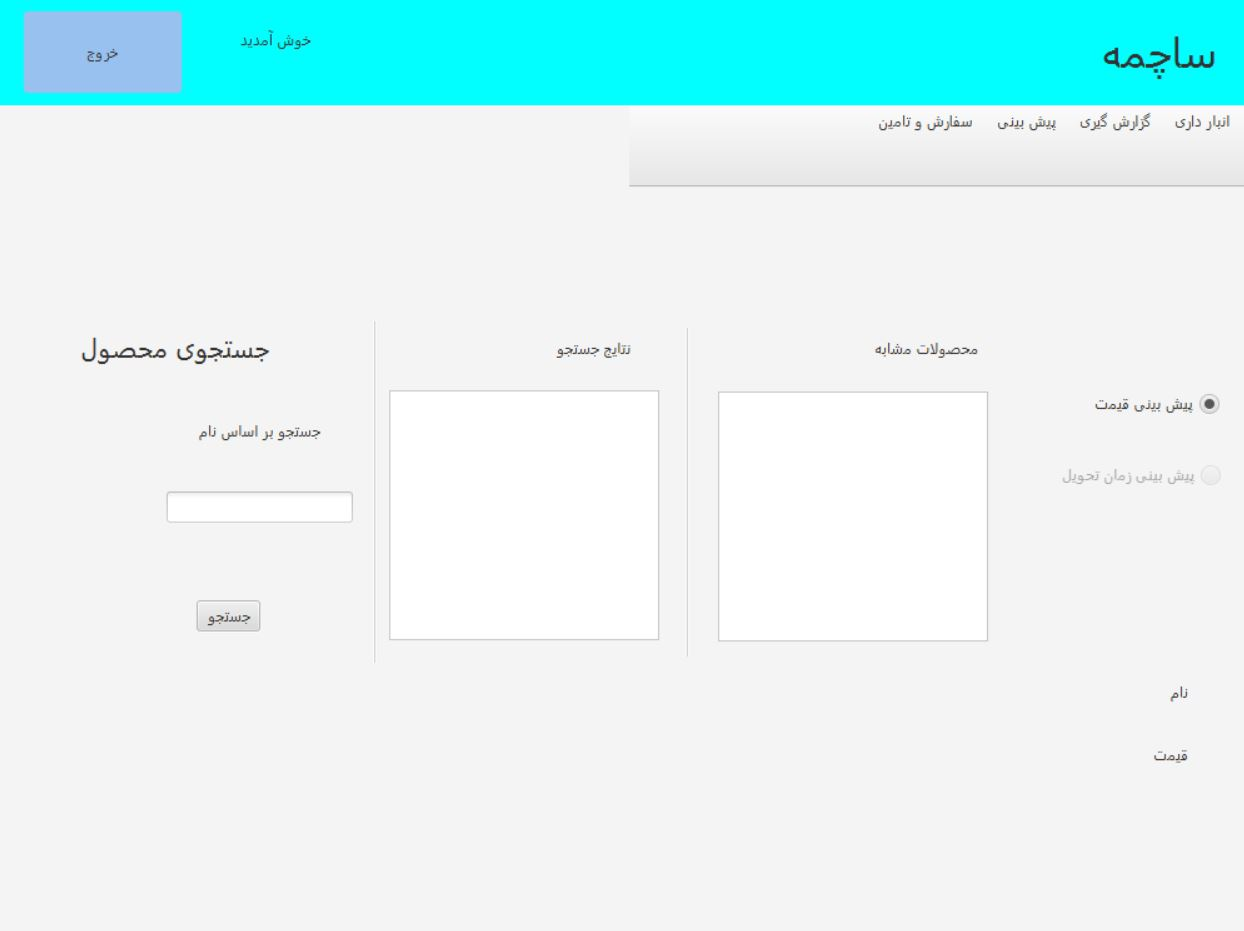 ساچمه
خوش آمدید
خروج
انبار داری
گزارش گیری
پیش بینی
سفارش و تامین
محصولات مشابه
نتایج جستجو
جستجوی محصول
پیش بینی قیمت
جستجو بر اساس نام
پیش بینی زمان تحویل
جستجو
نام
قیمت